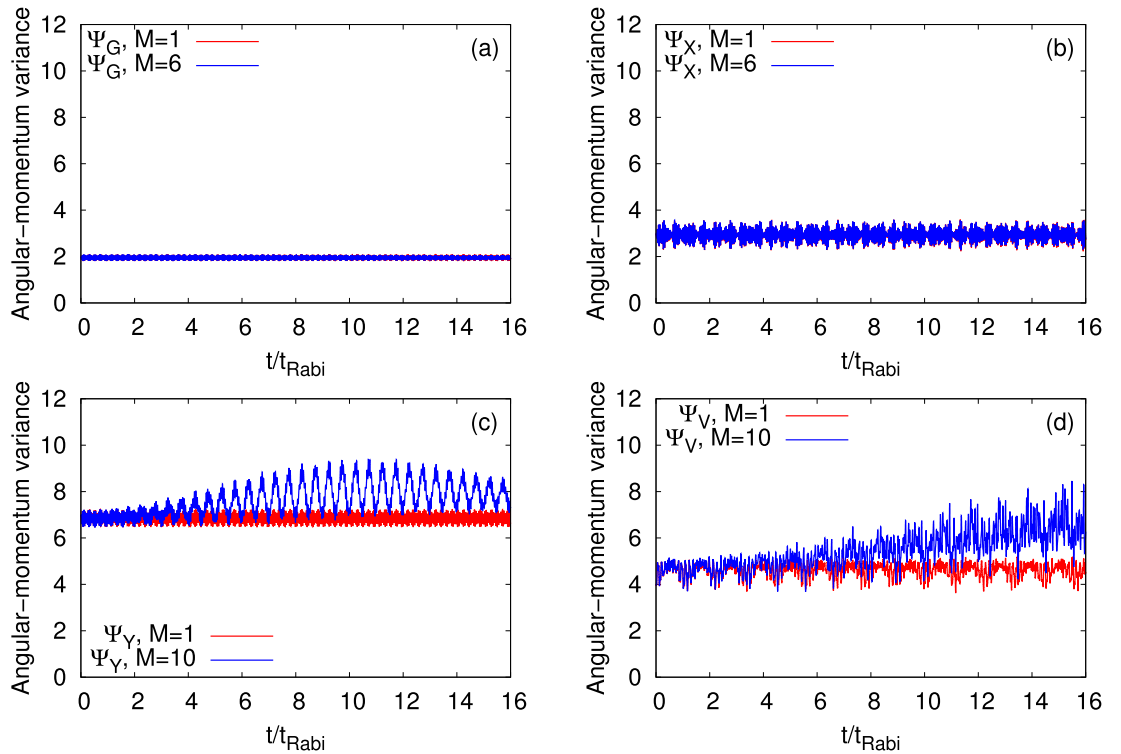 Angular−momentum variance
12
10
8
6
4
2
0
Ψ_G, M=1
Ψ_G, M=6
(a)
0 2 4 6 8 10 12 14 16
t/t_Rabi
Angular−momentum variance
12
10
8
6
4
2
0
Ψ_X, M=1
Ψ_X, M=6
(b)
0 2 4 6 8 10 12 14 16
t/t_Rabi
Angular−momentum variance
12
10
8
6
4
2
0
(c)
Ψ_Y, M=1
Ψ_Y, M=10
0 2 4 6 8 10 12 14 16
t/t_Rabi
Angular−momentum variance
12
10
8
6
4
2
0
Ψ_V, M=1
Ψ_V, M=10
(d)
0 2 4 6 8 10 12 14 16
t/t_Rabi